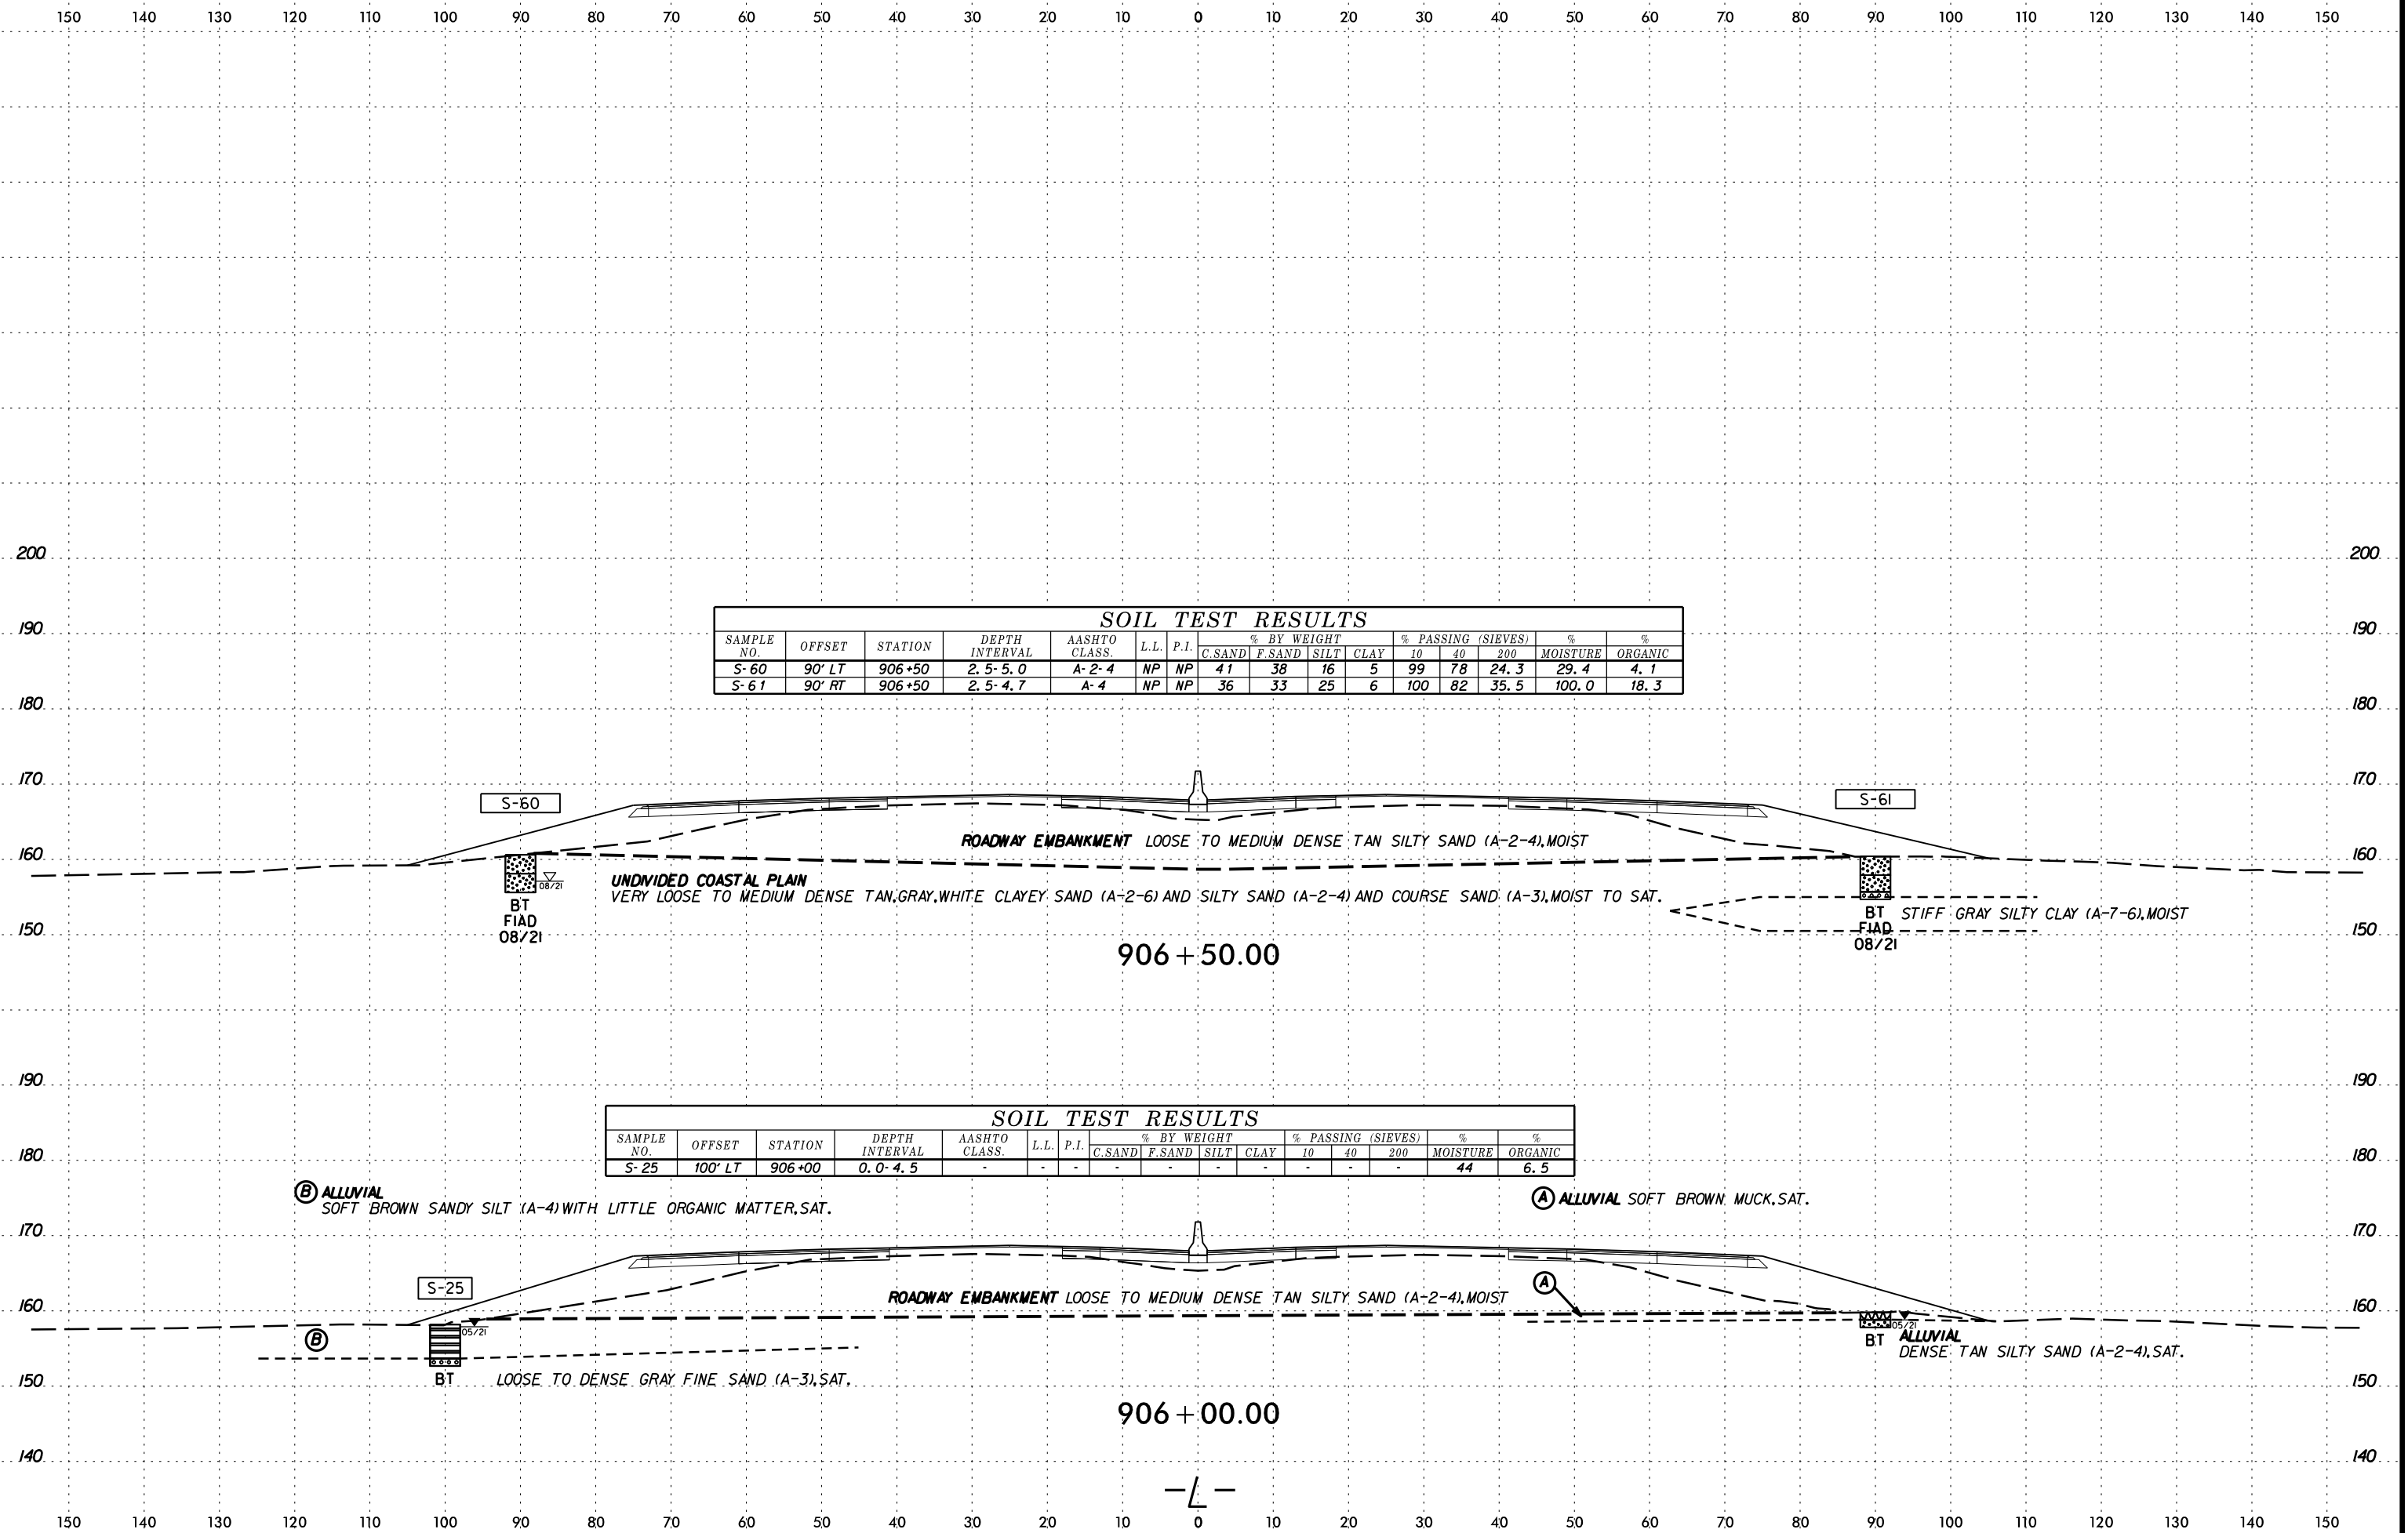 150 140 130 120 110 100 90 80 70 60 50 40 30 20 10 0 10 20 30 40 50 60 70 80 90 100 110 120 130 140 150
200 200
SOIL TEST RESULTS
190 190
SAMPLE NO. OFFSET STATION DEPTH INTERVAL AASHTO CLASS. L.L. P.I. % BY WEIGHT % PASSING (SIEVES) % MOISTURE % ORGANIC
C.SAND F.SAND SILT CLAY 10 40 200
S-60 90' LT 906+50 2.5-5.0 A-2-4 NP NP 41 38 16 5 99 78 24.3 29.4 4.1
S-61 90' RT 906+50 2.5-4.7 A-4 NP NP 36 33 25 6 100 82 35.5 100.0 18.3
180 180
170 170
S-60 S-61
ROADWAY EMBANKMENT LOOSE TO MEDIUM DENSE TAN SILTY SAND (A-2-4),MOIST
160 160
08/21
UNDIVIDED COASTAL PLAIN
VERY LOOSE TO MEDIUM DENSE TAN,GRAY,WHITE CLAYEY SAND (A-2-6) AND SILTY SAND (A-2-4) AND COURSE SAND (A-3),MOIST TO SAT.
BT
FIAD
08/21
BT STIFF GRAY SILTY CLAY (A-7-6),MOIST
FIAD
08/21
150 150
906+50.00
190 190
SOIL TEST RESULTS
SAMPLE NO. OFFSET STATION DEPTH INTERVAL AASHTO CLASS. L.L. P.I. % BY WEIGHT % PASSING (SIEVES) % MOISTURE % ORGANIC
C.SAND F.SAND SILT CLAY 10 40 200
180 180
S-25 100' LT 906+00 0.0-4.5 - - - - - - - - - - 44 6.5
B ALLUVIAL
SOFT BROWN SANDY SILT (A-4) WITH LITTLE ORGANIC MATTER,SAT.
A ALLUVIAL SOFT BROWN MUCK,SAT.
170 170
S-25
A
ROADWAY EMBANKMENT LOOSE TO MEDIUM DENSE TAN SILTY SAND (A-2-4),MOIST
160 160
05/21 05/21
B
BT ALLUVIAL
DENSE TAN SILTY SAND (A-2-4),SAT.
BT LOOSE TO DENSE GRAY FINE SAND (A-3),SAT.
150 150
906+00.00
140 140
-L-
150 140 130 120 110 100 90 80 70 60 50 40 30 20 10 0 10 20 30 40 50 60 70 80 90 100 110 120 130 140 150